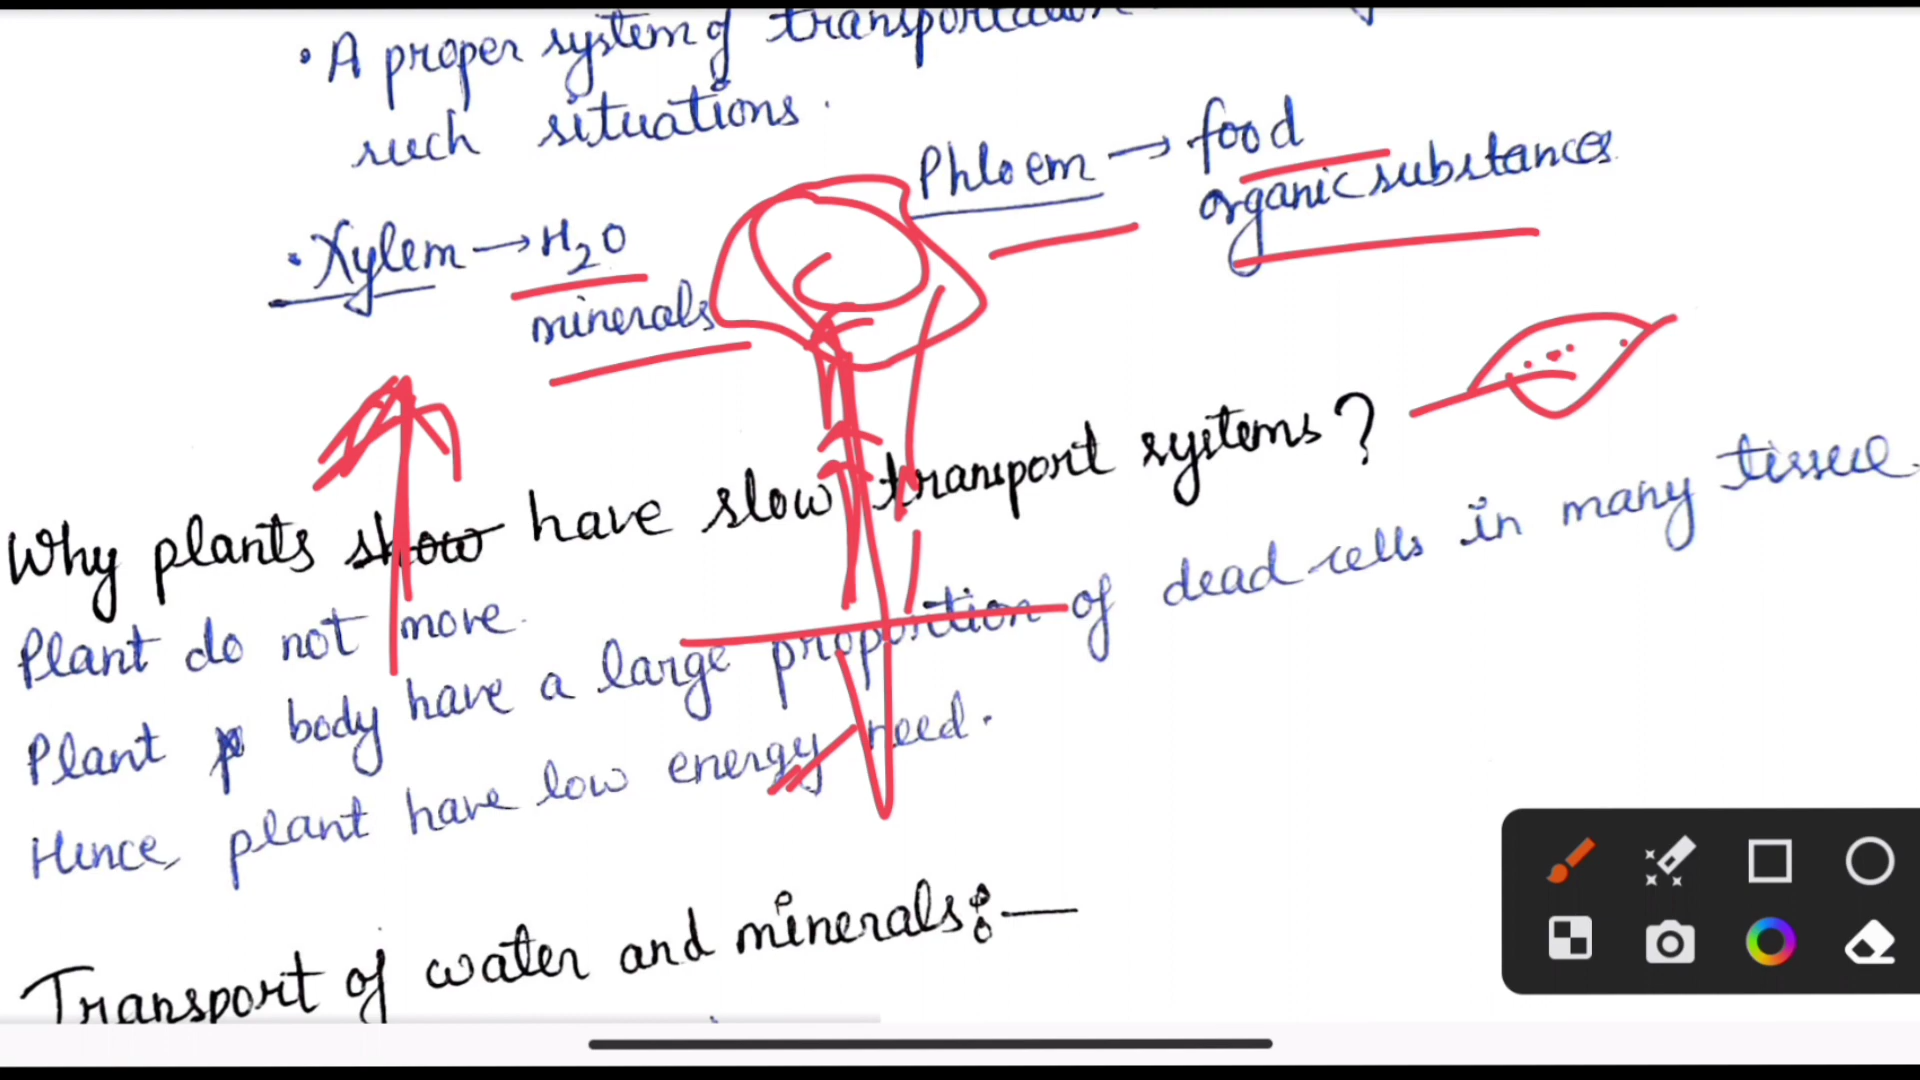 • A proper system of transportation
such situations.
• Xylem → H2O
minerals
Phloem → food
organic substances
Why plants show have slow transport systems?
Plant do not move.
Plant body have a large proportion of dead cells in many tissue.
Hence, plant have low energy need.
Transport of water and minerals:—